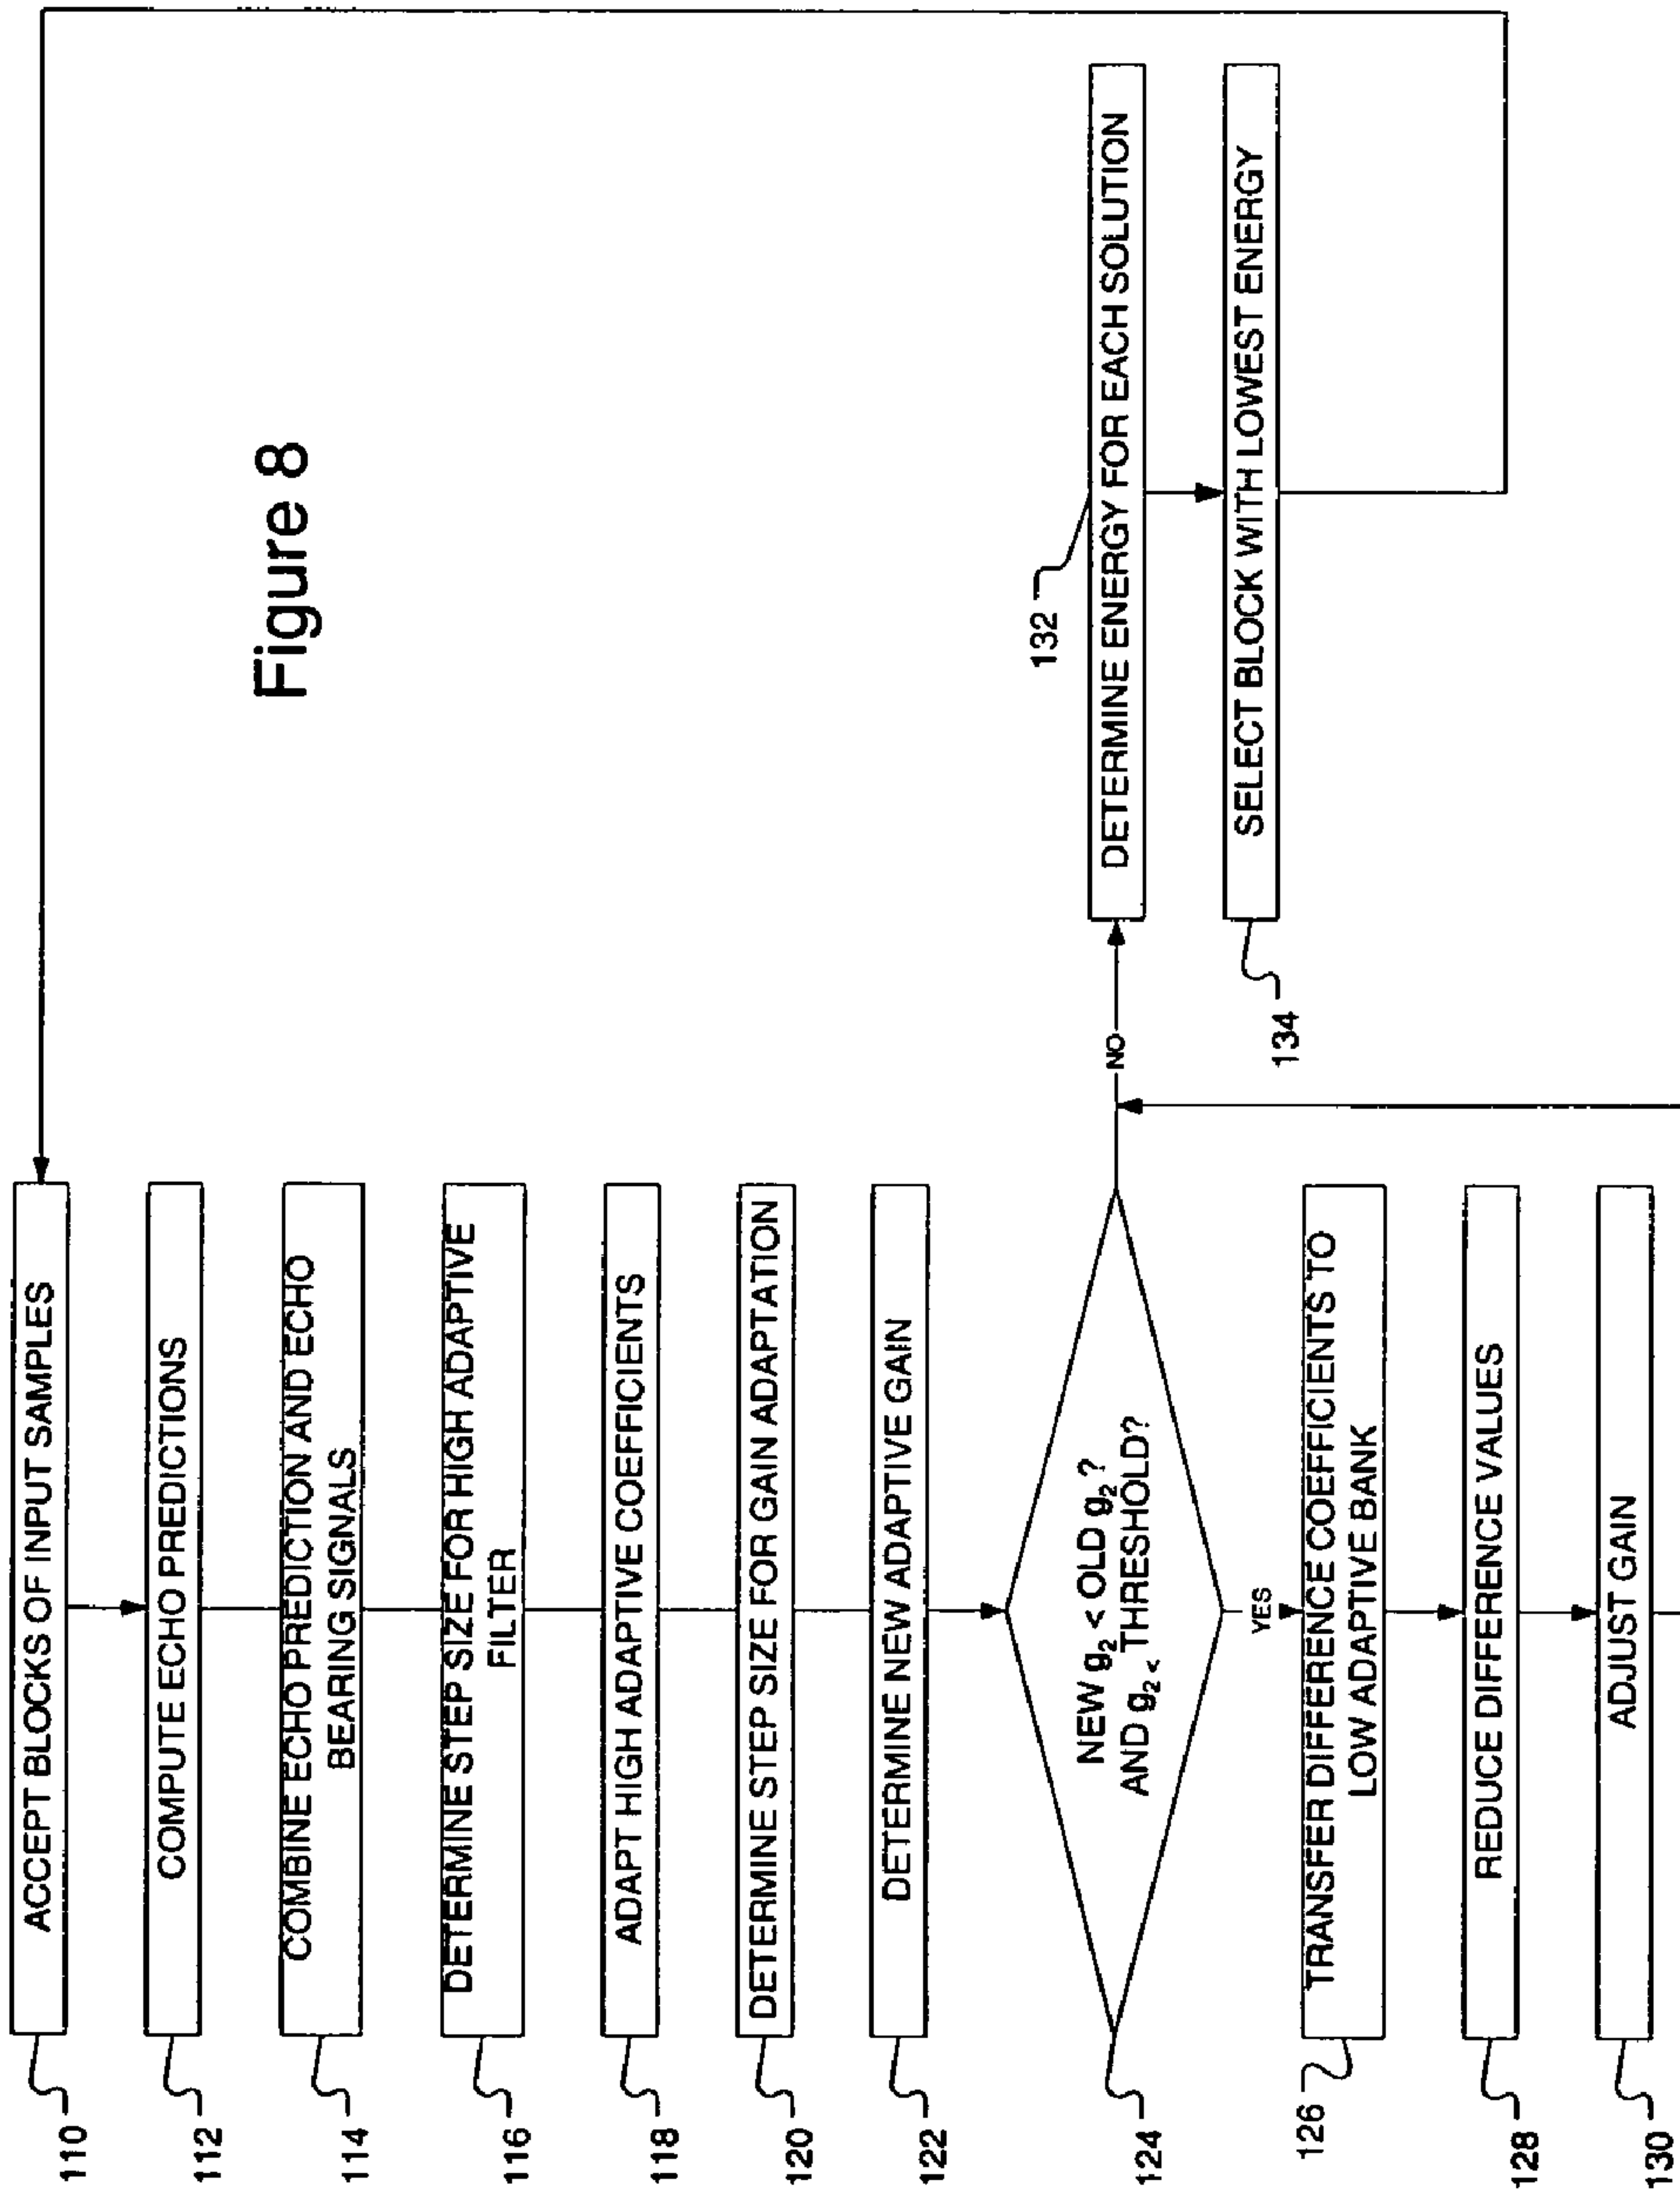 Figure 8
110
ACCEPT BLOCKS OF INPUT SAMPLES
112
COMPUTE ECHO PREDICTIONS
114
COMBINE ECHO PREDICTION AND ECHO
BEARING SIGNALS
116
DETERMINE STEP SIZE FOR HIGH ADAPTIVE
FILTER
118
ADAPT HIGH ADAPTIVE COEFFICIENTS
120
DETERMINE STEP SIZE FOR GAIN ADAPTATION
122
DETERMINE NEW ADAPTIVE GAIN
124
NEW g₂ < OLD g₂ ?
AND g₂ < THRESHOLD?
NO
YES
126
TRANSFER DIFFERENCE COEFFICIENTS TO
LOW ADAPTIVE BANK
128
REDUCE DIFFERENCE VALUES
130
ADJUST GAIN
132
DETERMINE ENERGY FOR EACH SOLUTION
134
SELECT BLOCK WITH LOWEST ENERGY